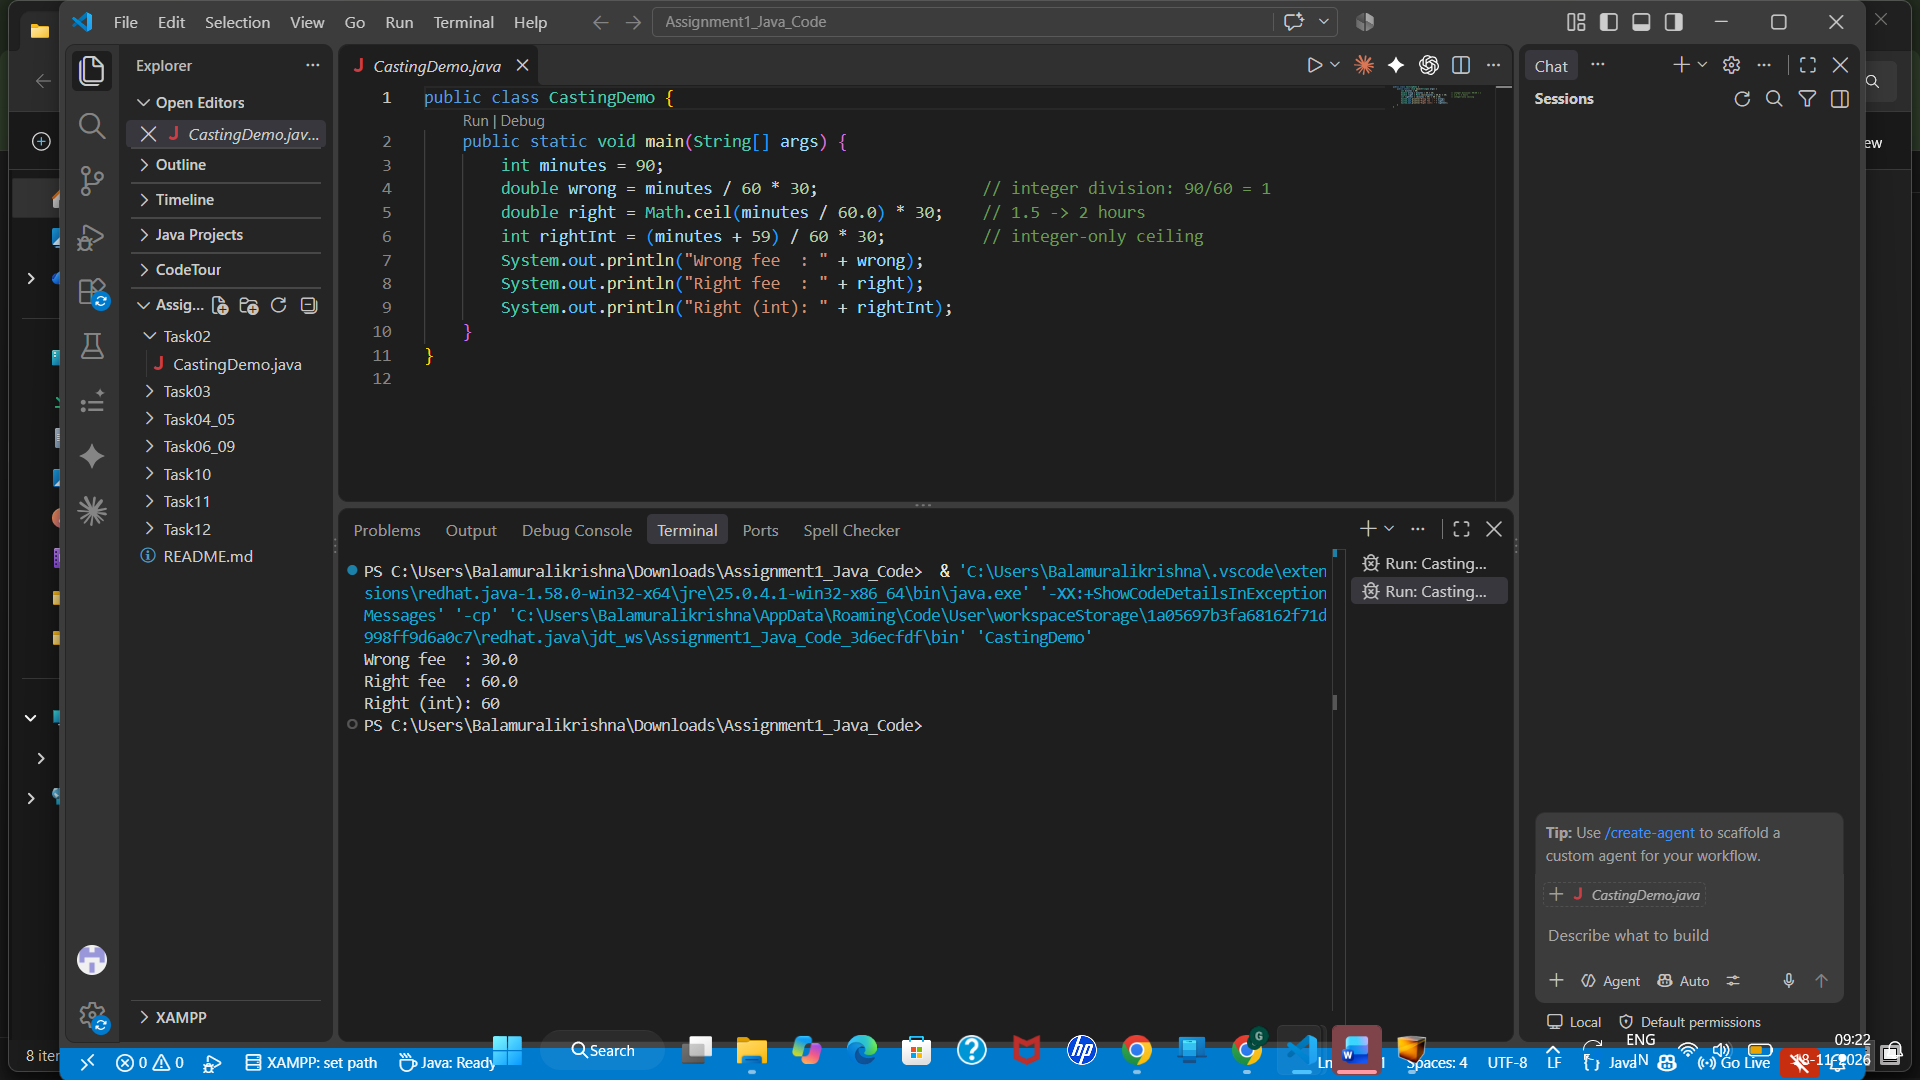 File Edit Selection View Go Run Terminal Help
Assignment1_Java_Code
Explorer
Open Editors
CastingDemo.jav...
Outline
Timeline
Java Projects
CodeTour
Assig...
Task02
CastingDemo.java
Task03
Task04_05
Task06_09
Task10
Task11
Task12
README.md
XAMPP
CastingDemo.java
1 public class CastingDemo {
Run | Debug
2 public static void main(String[] args) {
3 int minutes = 90;
4 double wrong = minutes / 60 * 30; // integer division: 90/60 = 1
5 double right = Math.ceil(minutes / 60.0) * 30; // 1.5 -> 2 hours
6 int rightInt = (minutes + 59) / 60 * 30; // integer-only ceiling
7 System.out.println("Wrong fee  : " + wrong);
8 System.out.println("Right fee  : " + right);
9 System.out.println("Right (int): " + rightInt);
10 }
11 }
12
Problems Output Debug Console Terminal Ports Spell Checker
PS C:\Users\Balamuralikrishna\Downloads\Assignment1_Java_Code>  & 'C:\Users\Balamuralikrishna\.vscode\exten
sions\redhat.java-1.58.0-win32-x64\jre\25.0.4.1-win32-x86_64\bin\java.exe' '-XX:+ShowCodeDetailsInException
Messages' '-cp' 'C:\Users\Balamuralikrishna\AppData\Roaming\Code\User\workspaceStorage\1a05697b3fa68162f71d
998ff9d6a0c7\redhat.java\jdt_ws\Assignment1_Java_Code_3d6ecfdf\bin' 'CastingDemo'
Wrong fee  : 30.0
Right fee  : 60.0
Right (int): 60
PS C:\Users\Balamuralikrishna\Downloads\Assignment1_Java_Code>
Run: Casting...
Run: Casting...
Chat
Sessions
Tip: Use /create-agent to scaffold a
custom agent for your workflow.
CastingDemo.java
Describe what to build
Agent Auto
Local Default permissions
ew
8 iter
0 0 XAMPP: set path Java: Ready
Search
hp
G
W
Ln
Spaces: 4 UTF-8 LF Java Go Live
ENG
IN
09:22